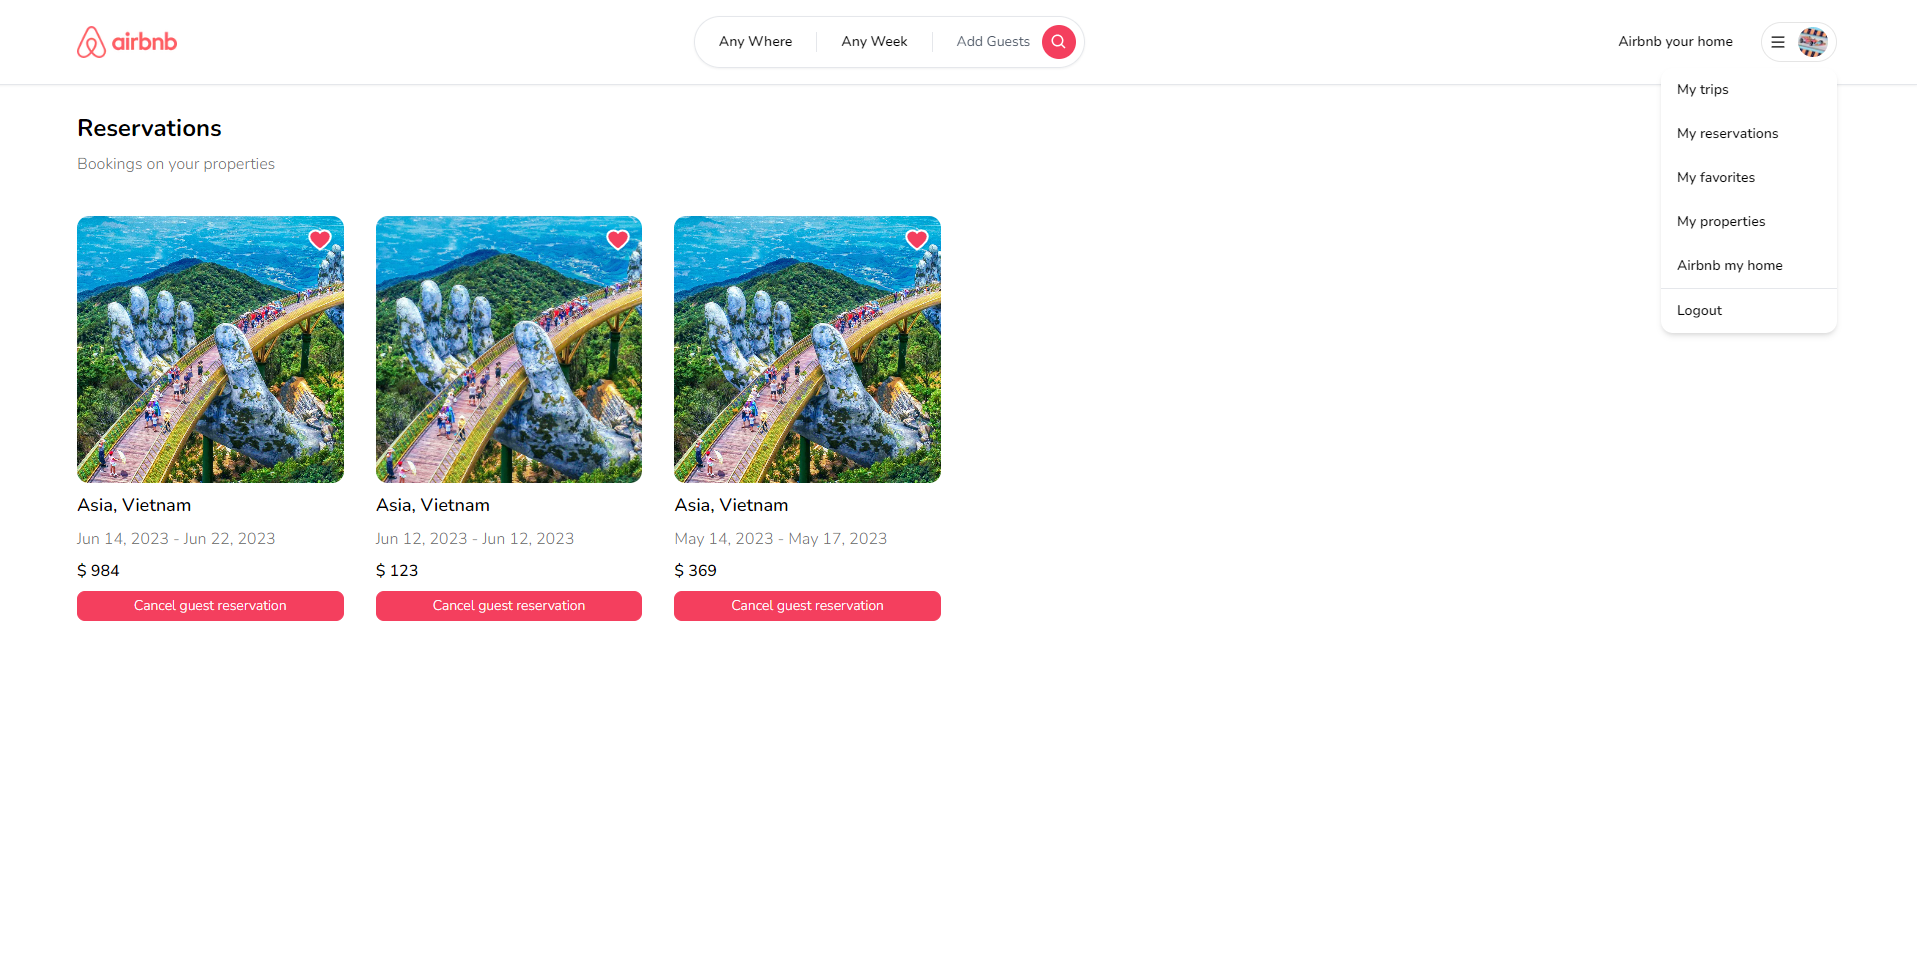 airbnb
Any Where
Any Week
Add Guests
Airbnb your home
My trips
My reservations
My favorites
My properties
Airbnb my home
Logout
Reservations
Bookings on your properties
Asia, Vietnam
Jun 14, 2023 - Jun 22, 2023
$ 984
Cancel guest reservation
Asia, Vietnam
Jun 12, 2023 - Jun 12, 2023
$ 123
Cancel guest reservation
Asia, Vietnam
May 14, 2023 - May 17, 2023
$ 369
Cancel guest reservation